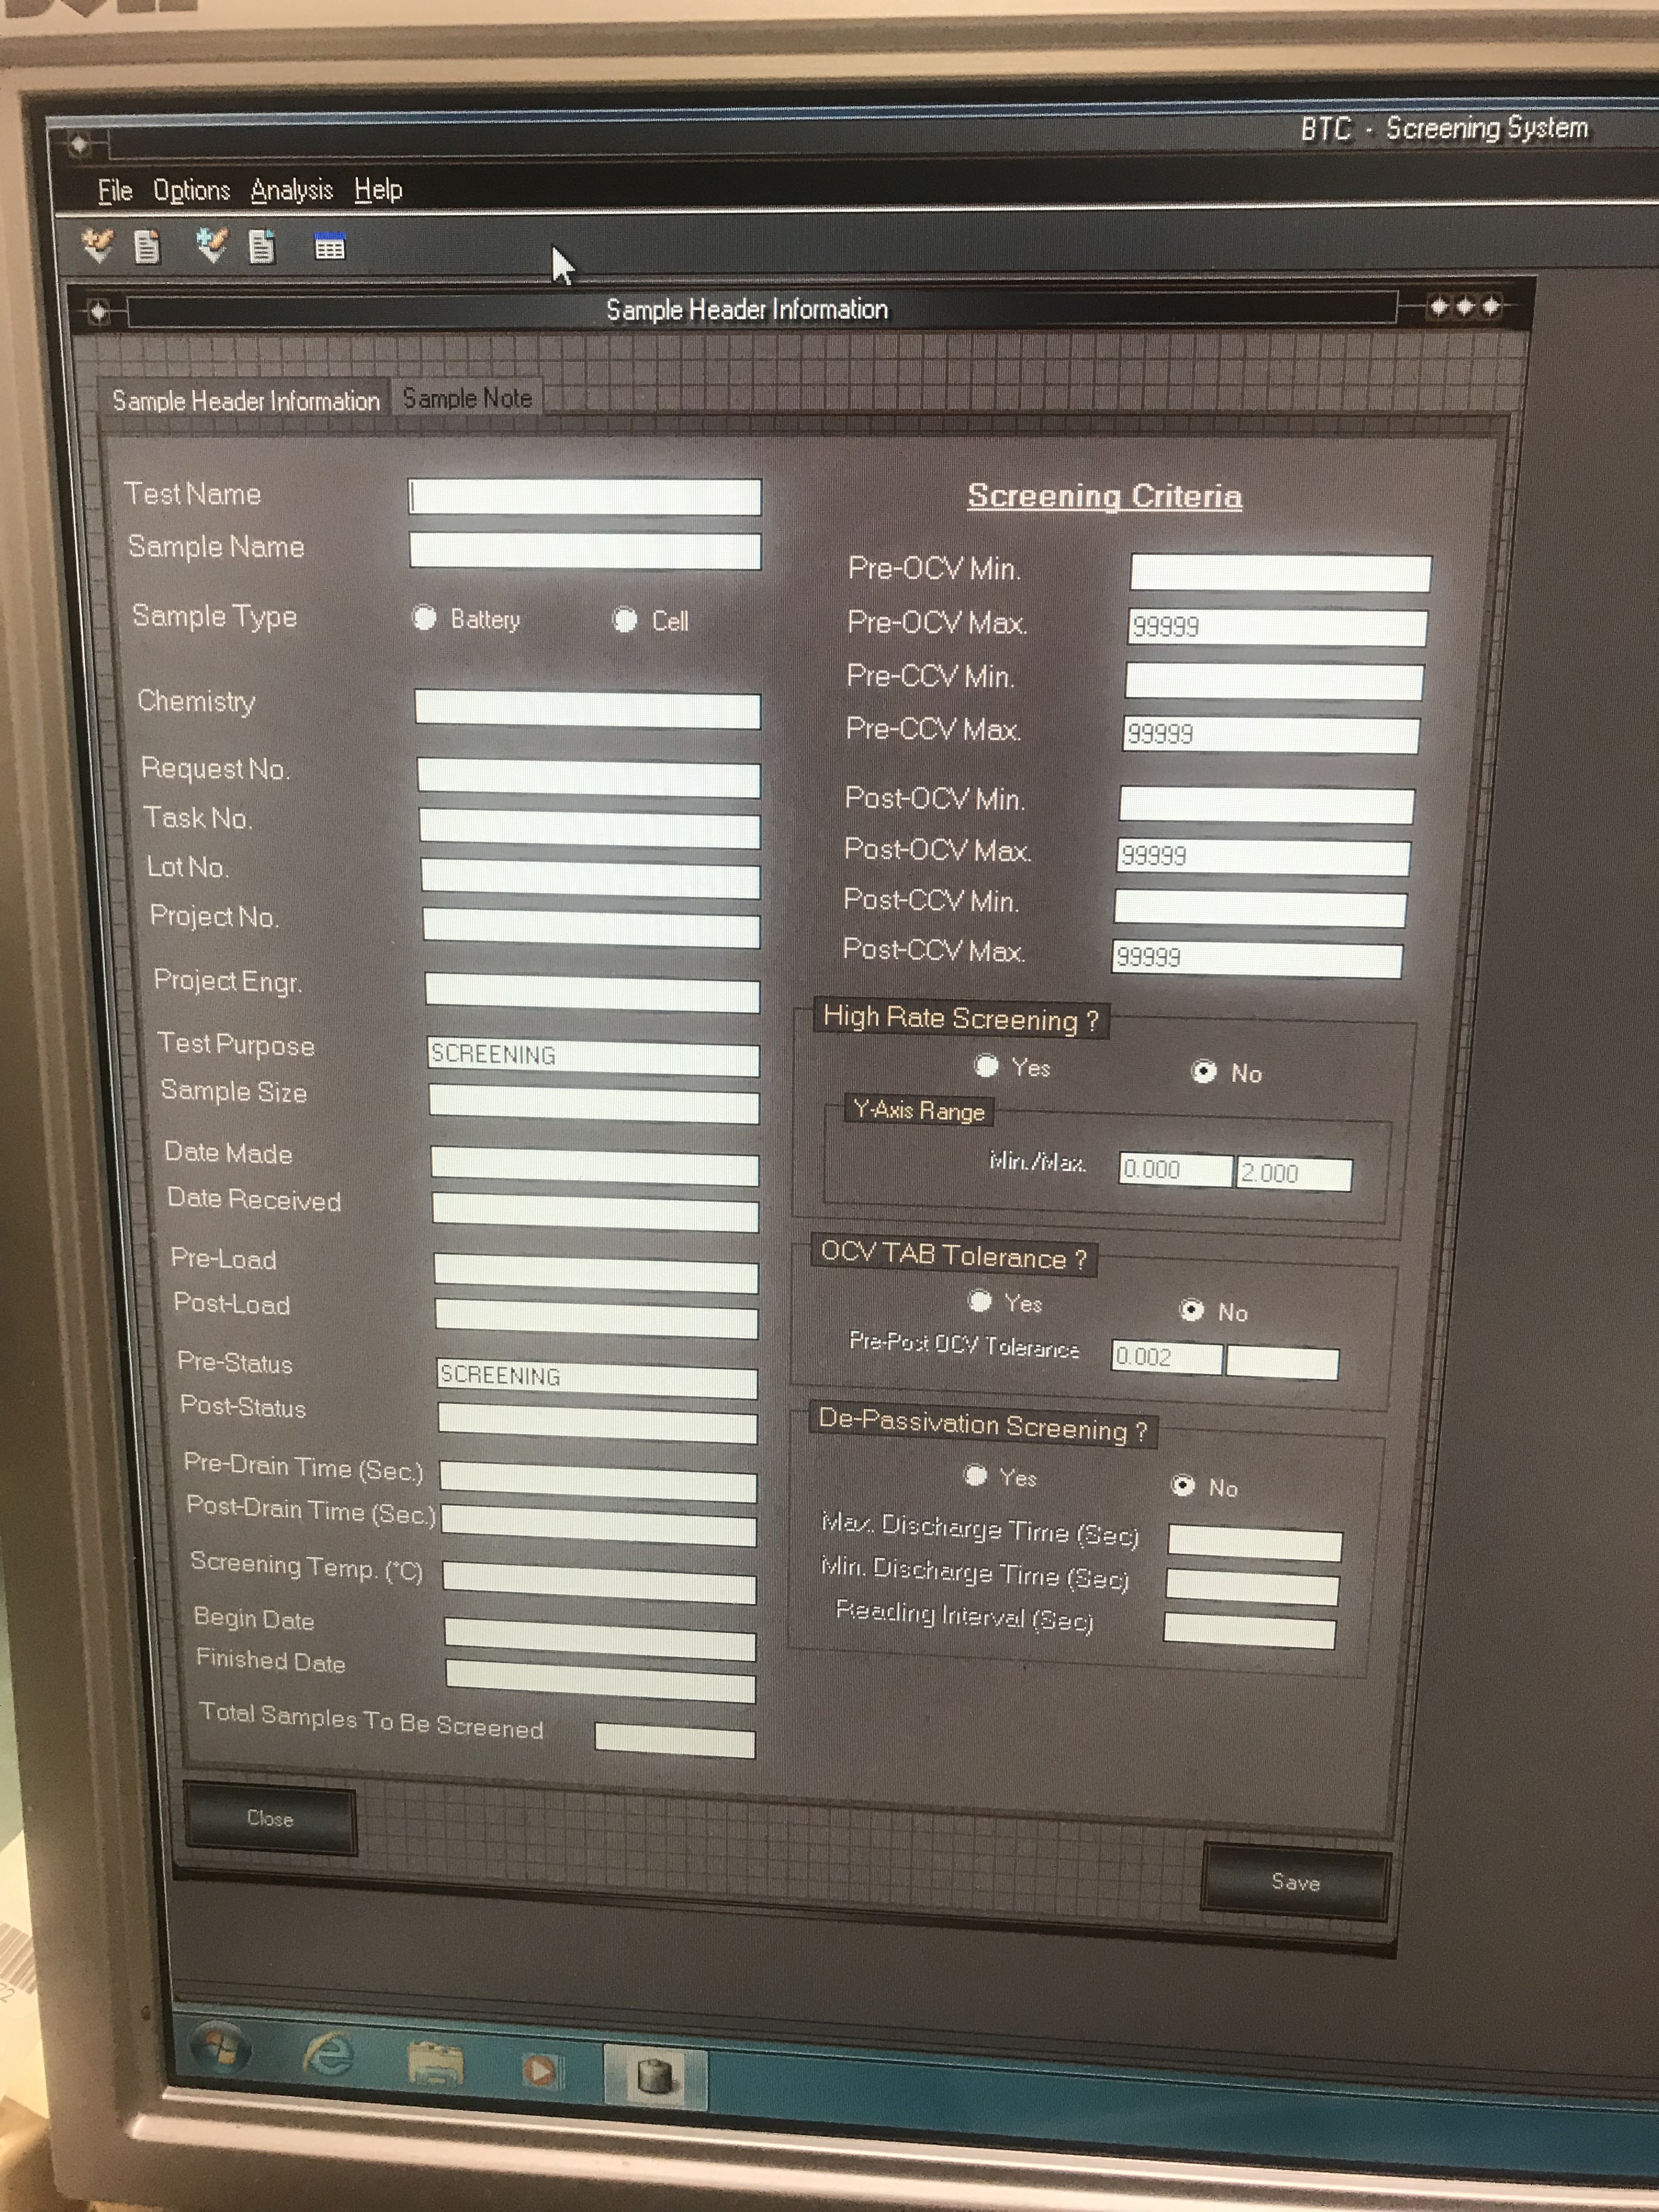 DELL
BTC - Screening System
File Options Analysis Help
Sample Header Information
Sample Header Information Sample Note
Test Name
Sample Name
Sample Type Battery Cell
Chemistry
Request No.
Task No.
Lot No.
Project No.
Project Engr.
Test Purpose SCREENING
Sample Size
Date Made
Date Received
Pre-Load
Post-Load
Pre-Status SCREENING
Post-Status
Pre-Drain Time (Sec.)
Post-Drain Time (Sec.)
Screening Temp. (°C)
Begin Date
Finished Date
Total Samples To Be Screened
Screening Criteria
Pre-OCV Min.
Pre-OCV Max. 99999
Pre-CCV Min.
Pre-CCV Max. 99999
Post-OCV Min.
Post-OCV Max. 99999
Post-CCV Min.
Post-CCV Max. 99999
High Rate Screening ?
Yes No
Y-Axis Range
Min./Max. 0.000 2.000
OCV TAB Tolerance ?
Yes No
Pre-Post OCV Tolerance 0.002
De-Passivation Screening ?
Yes No
Max. Discharge Time (Sec)
Min. Discharge Time (Sec)
Reading Interval (Sec)
Close
Save